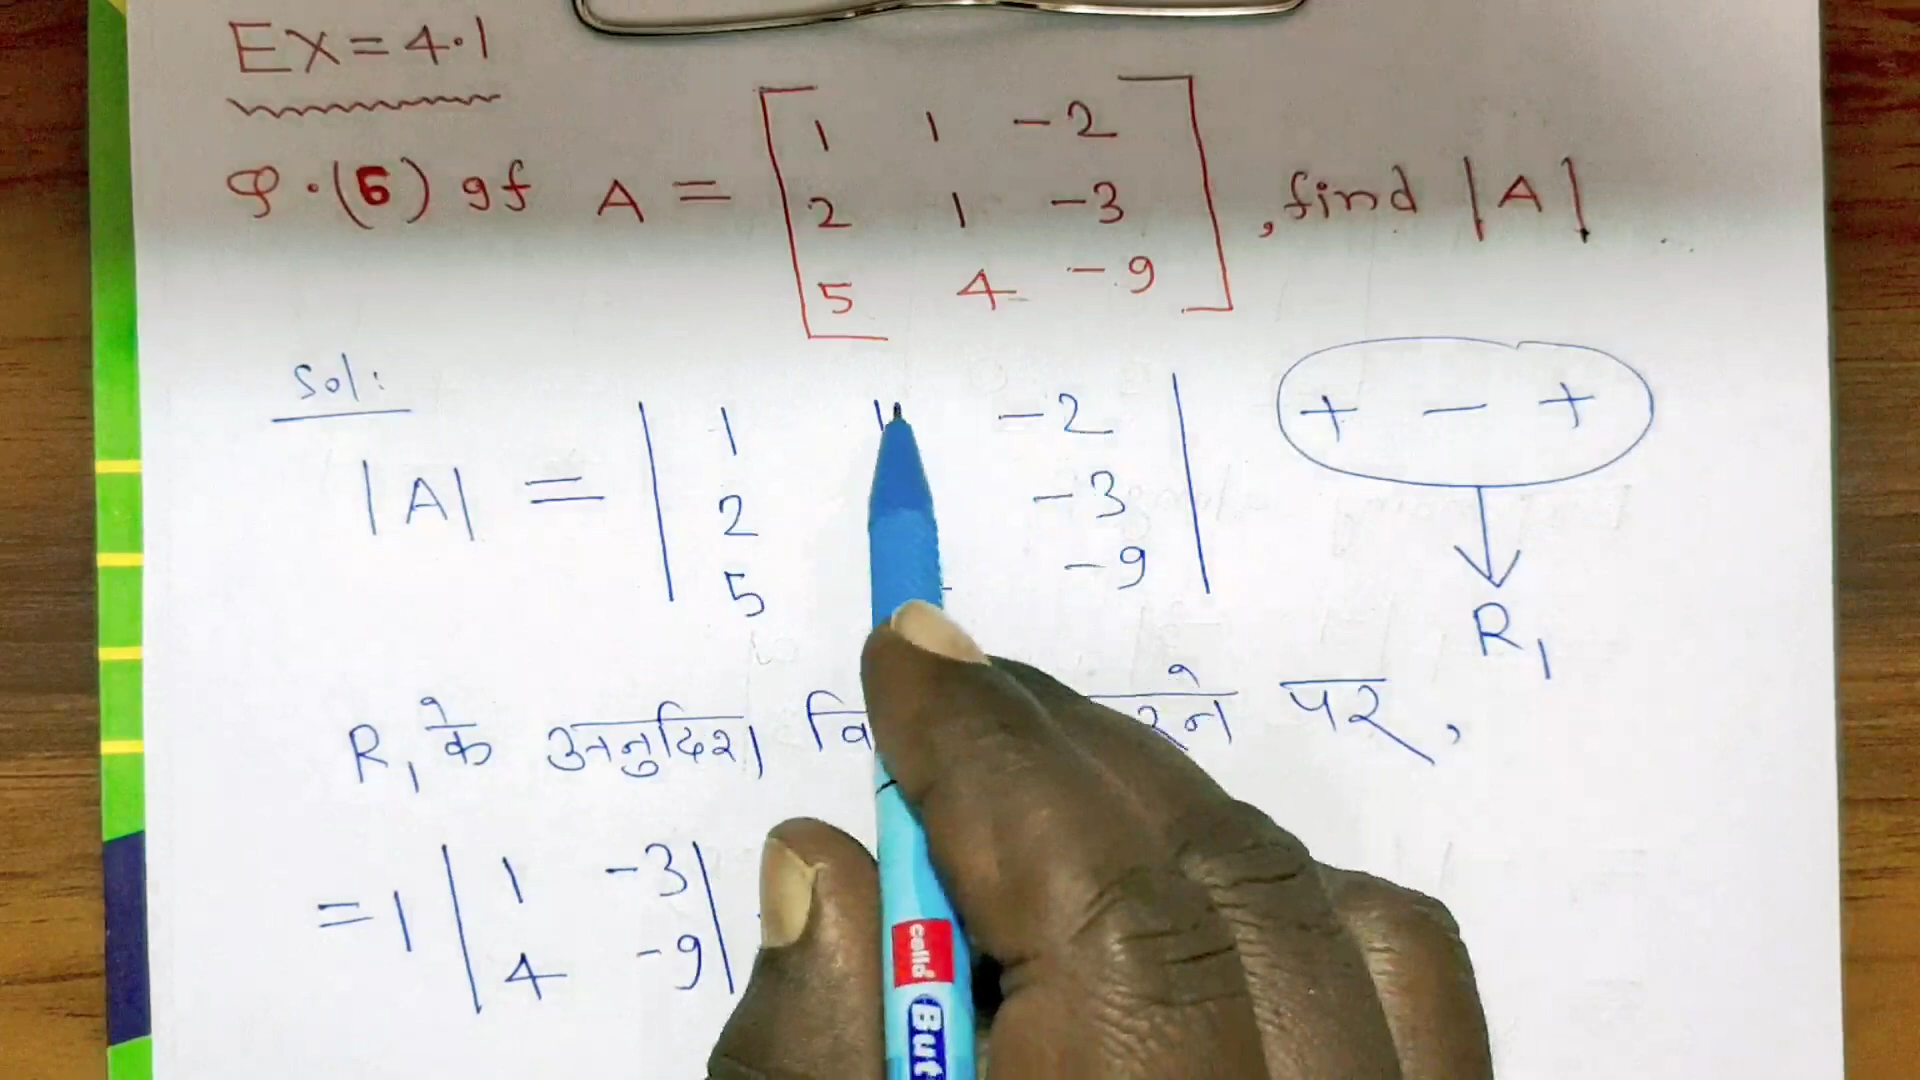 Ex = 4.1
Q.(6) If A = [1 1 -2
2 1 -3
5 4 -9], find |A|
Sol:
|A| = |1 1 -2|
|2 -3|
|5 -9|
+ - +
R1
R1 के अनुदिश पर,
= 1 |1 -3|
|4 -9|
cello
But